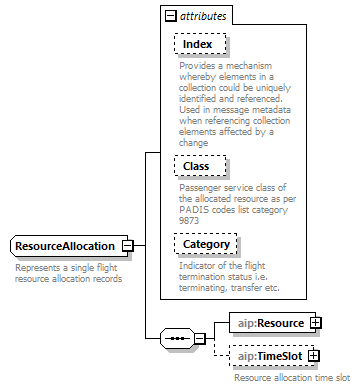 attributes
Index
Provides a mechanism
whereby elements in a
collection could be uniquely
identified and referenced.
Used in message metadata
when referencing collection
elements affected by a
change
Class
Passenger service class of
the allocated resource as per
PADIS codes list category
9873
Category
Indicator of the flight
termination status i.e.
terminating, transfer etc.
ResourceAllocation
Represents a single flight
resource allocation records
aip:Resource
aip:TimeSlot
Resource allocation time slot